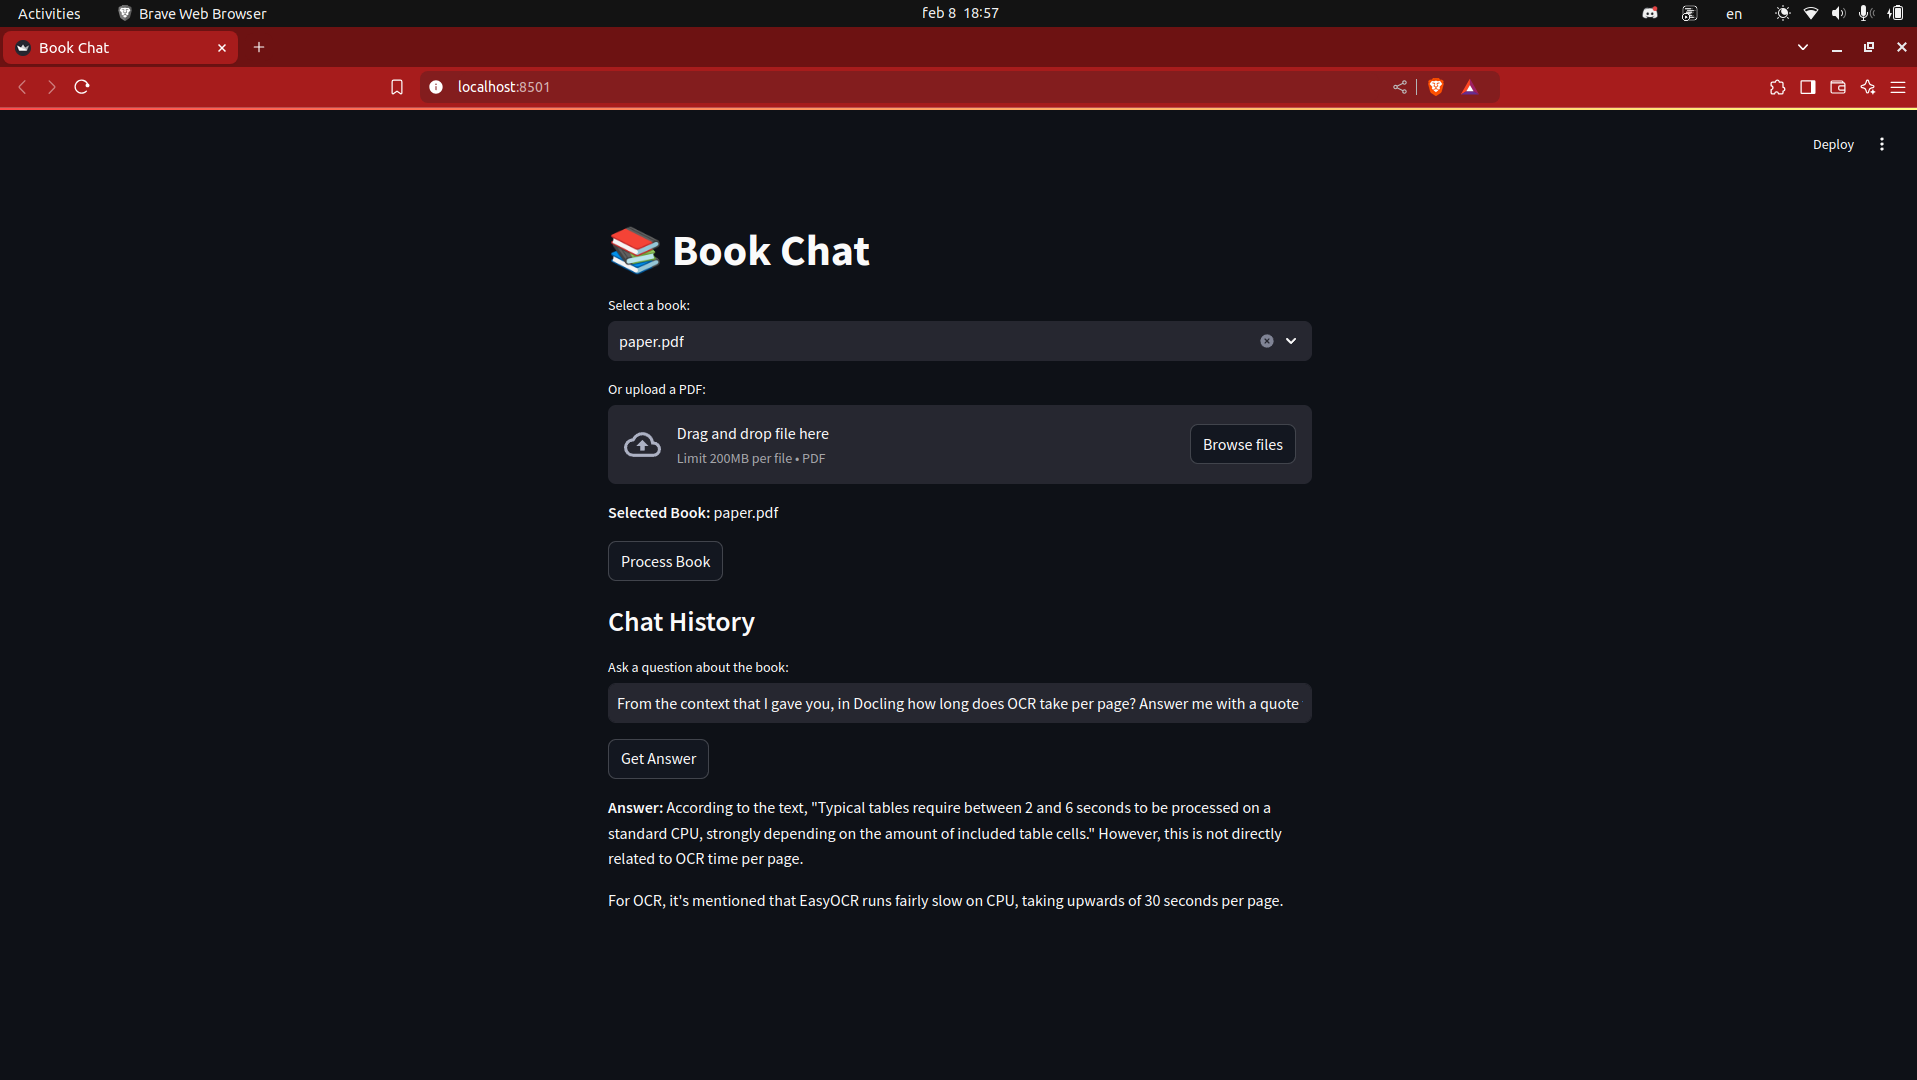 Activities
Brave Web Browser
feb 8 18:57
en
Book Chat
localhost:8501
Deploy
Book Chat
Select a book:
paper.pdf
Or upload a PDF:
Drag and drop file here
Limit 200MB per file • PDF
Browse files
Selected Book: paper.pdf
Process Book
Chat History
Ask a question about the book:
From the context that I gave you, in Docling how long does OCR take per page? Answer me with a quote
Get Answer
Answer: According to the text, "Typical tables require between 2 and 6 seconds to be processed on a
standard CPU, strongly depending on the amount of included table cells." However, this is not directly
related to OCR time per page.
For OCR, it's mentioned that EasyOCR runs fairly slow on CPU, taking upwards of 30 seconds per page.